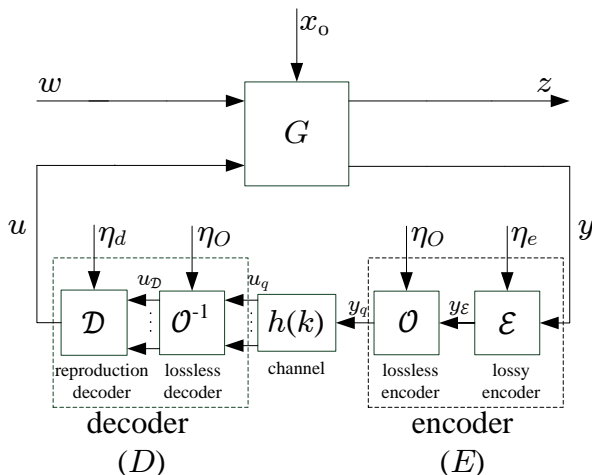 x_o
w
z
G
u
y
η_d
η_O
η_O
η_e
u_𝒟
u_q
y_q
y_ℰ
𝒟
𝒪⁻¹
h(k)
𝒪
ℰ
reproduction
decoder
lossless
decoder
channel
lossless
encoder
lossy
encoder
decoder
encoder
(D)
(E)